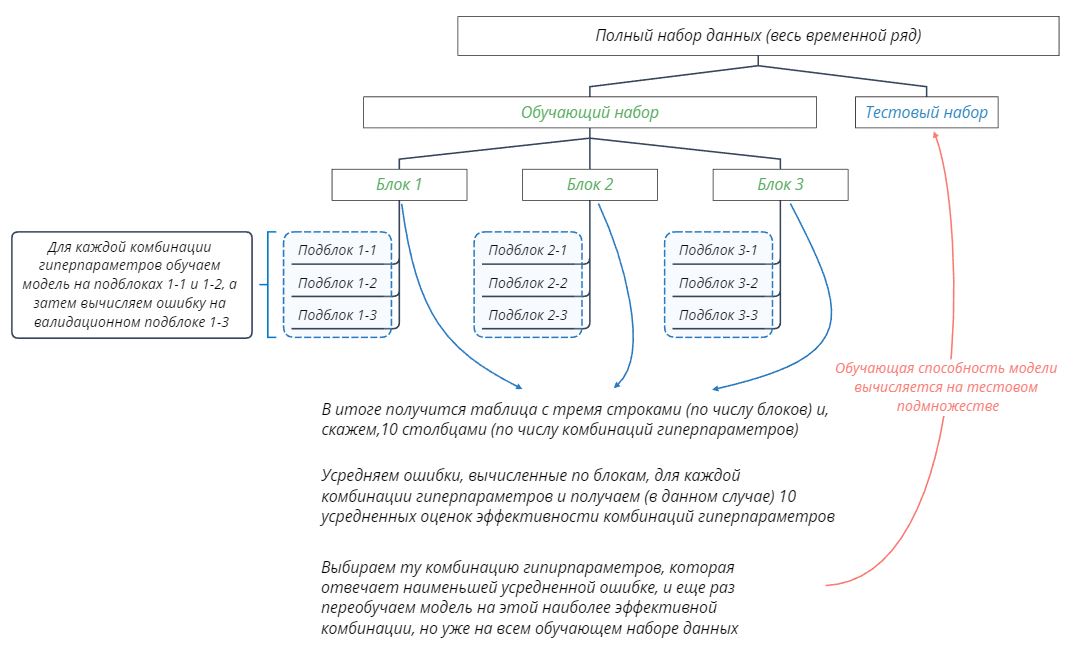 Полный набор данных (весь временной ряд)
Обучающий набор
Тестовый набор
Блок 1
Блок 2
Блок 3
Для каждой комбинации
гиперпараметров обучаем
модель на подблоках 1-1 и 1-2, а
затем вычисляем ошибку на
валидационном подблоке 1-3
Подблок 1-1
Подблок 1-2
Подблок 1-3
Подблок 2-1
Подблок 2-2
Подблок 2-3
Подблок 3-1
Подблок 3-2
Подблок 3-3
Обучающая способность модели
вычисляется на тестовом
подмножестве
В итоге получится таблица с тремя строками (по числу блоков) и,
скажем,10 столбцами (по числу комбинаций гиперпараметров)
Усредняем ошибки, вычисленные по блокам, для каждой
комбинации гиперпараметров и получаем (в данном случае) 10
усредненных оценок эффективности комбинаций гиперпараметров
Выбираем ту комбинацию гипирпараметров, которая
отвечает наименьшей усредненной ошибке, и еще раз
переобучаем модель на этой наиболее эффективной
комбинации, но уже на всем обучающем наборе данных